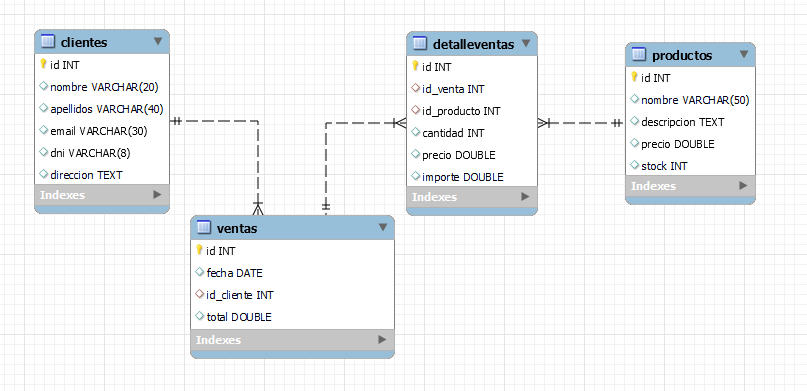 clientes
id INT
nombre VARCHAR(20)
apellidos VARCHAR(40)
email VARCHAR(30)
dni VARCHAR(8)
direccion TEXT
Indexes
detalleventas
id INT
id_venta INT
id_producto INT
cantidad INT
precio DOUBLE
importe DOUBLE
Indexes
productos
id INT
nombre VARCHAR(50)
descripcion TEXT
precio DOUBLE
stock INT
Indexes
ventas
id INT
fecha DATE
id_cliente INT
total DOUBLE
Indexes